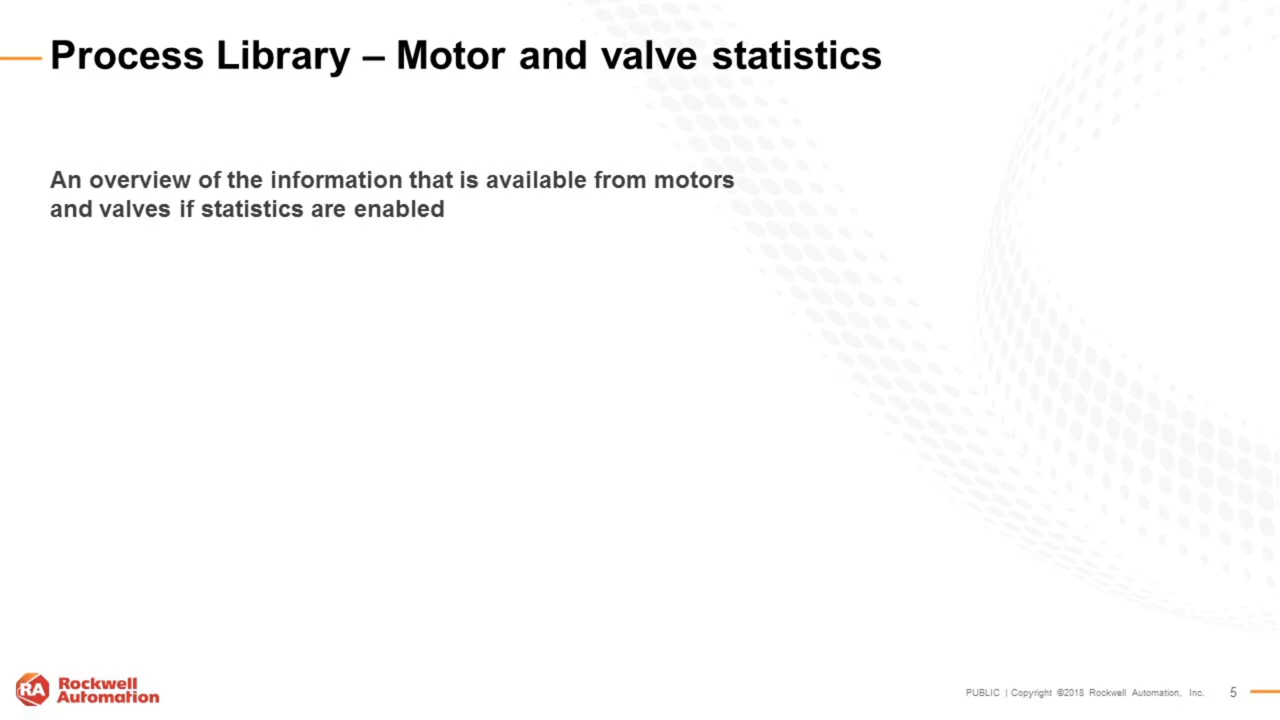 Process Library – Motor and valve statistics
An overview of the information that is available from motors
and valves if statistics are enabled
RA
Rockwell
Automation
PUBLIC | Copyright ©2018 Rockwell Automation, Inc.
5